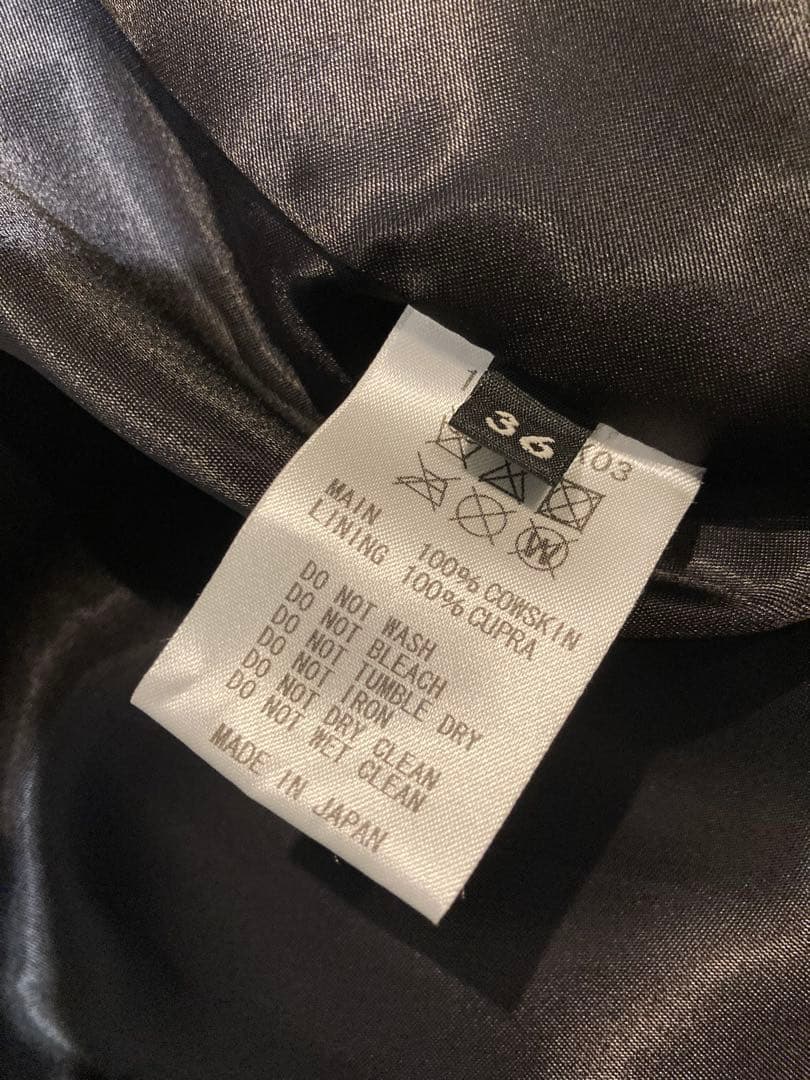 36
03
MAIN 100% COWSKIN
LINING 100% CUPRA
DO NOT WASH
DO NOT BLEACH
DO NOT TUMBLE DRY
DO NOT IRON
DO NOT DRY CLEAN
DO NOT WET CLEAN
MADE IN JAPAN